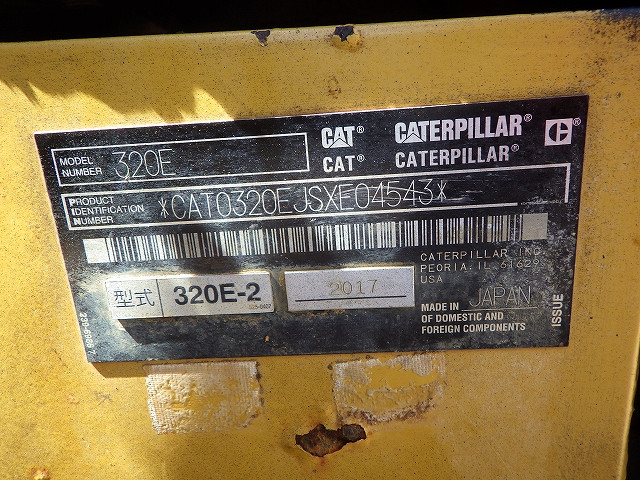 MODEL NUMBER 320E
CAT® CATERPILLAR® C®
CAT® CATERPILLAR®
PRODUCT IDENTIFICATION NUMBER *CAT0320EJSXE04543*
CATERPILLAR INC.
PEORIA.IL.61629
USA
型式 320E-2
2017
MADE IN JAPAN
OF DOMESTIC AND
FOREIGN COMPONENTS
ISSUE